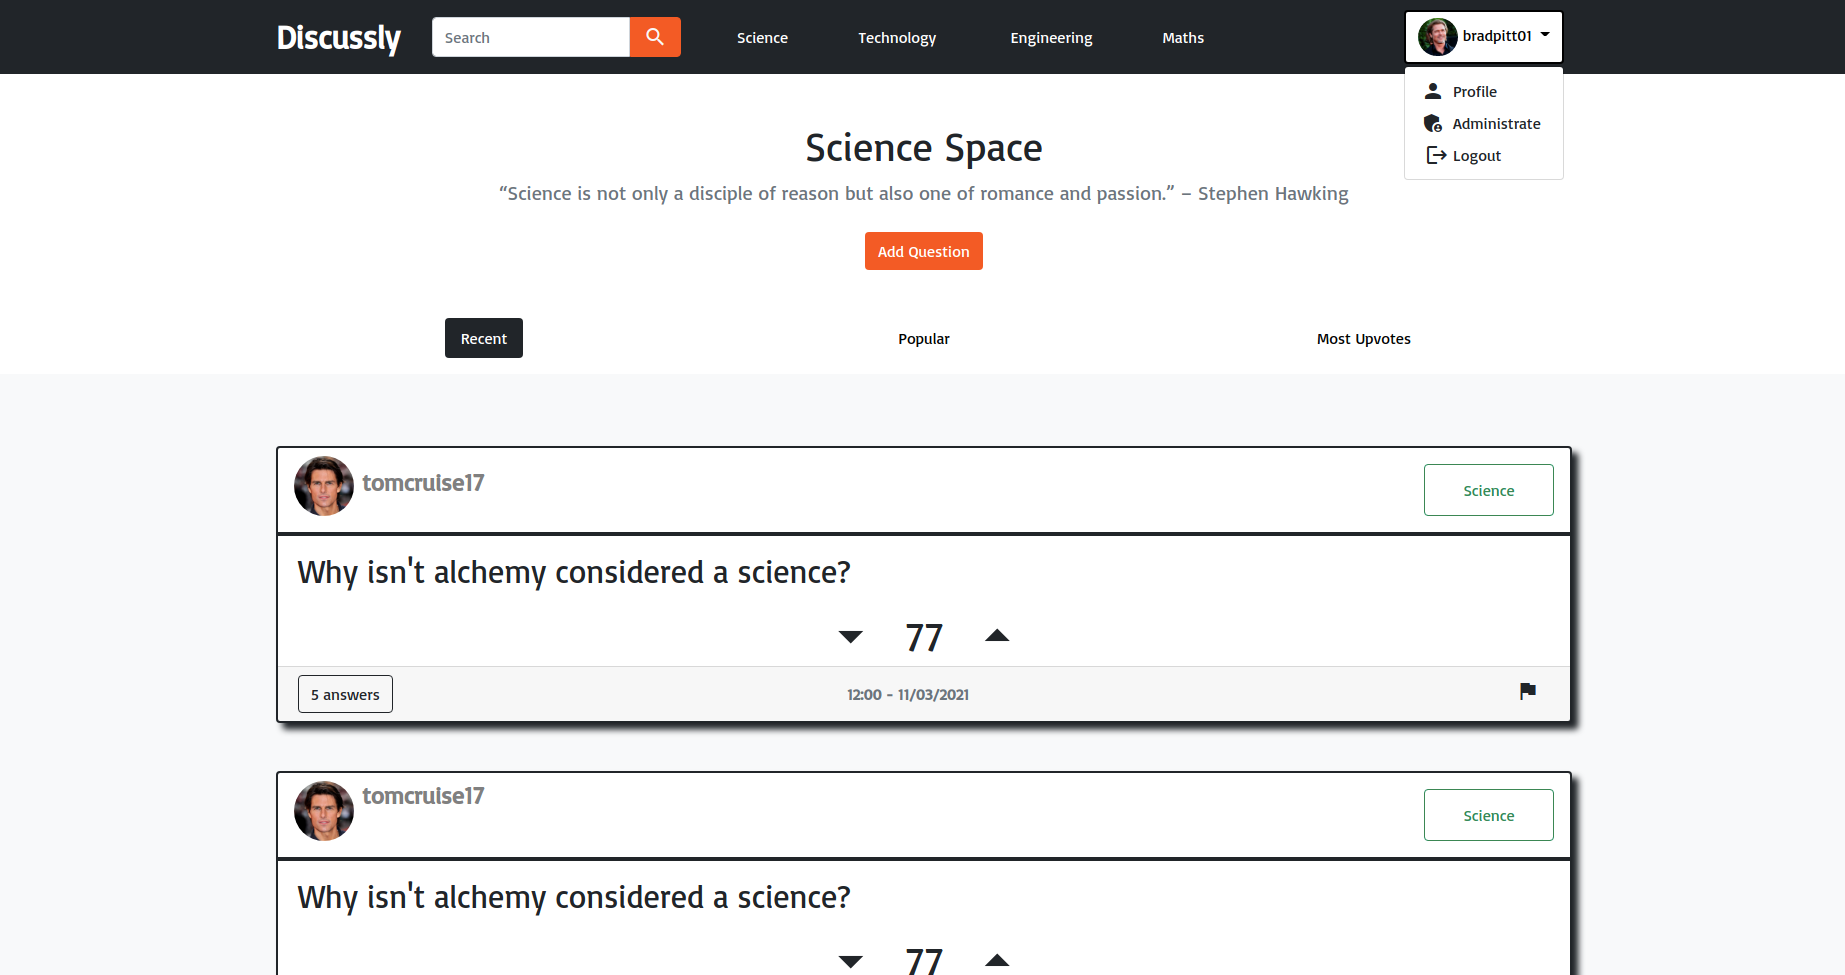 Discussly
Search
Science
Technology
Engineering
Maths
bradpitt01
Profile
Administrate
Logout
Science Space
“Science is not only a disciple of reason but also one of romance and passion.” – Stephen Hawking
Add Question
Recent
Popular
Most Upvotes
tomcruise17
Science
Why isn't alchemy considered a science?
77
5 answers
12:00 - 11/03/2021
tomcruise17
Science
Why isn't alchemy considered a science?
77